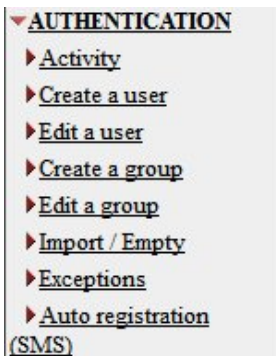 AUTHENTICATION
Activity
Create a user
Edit a user
Create a group
Edit a group
Import / Empty
Exceptions
Auto registration
(SMS)